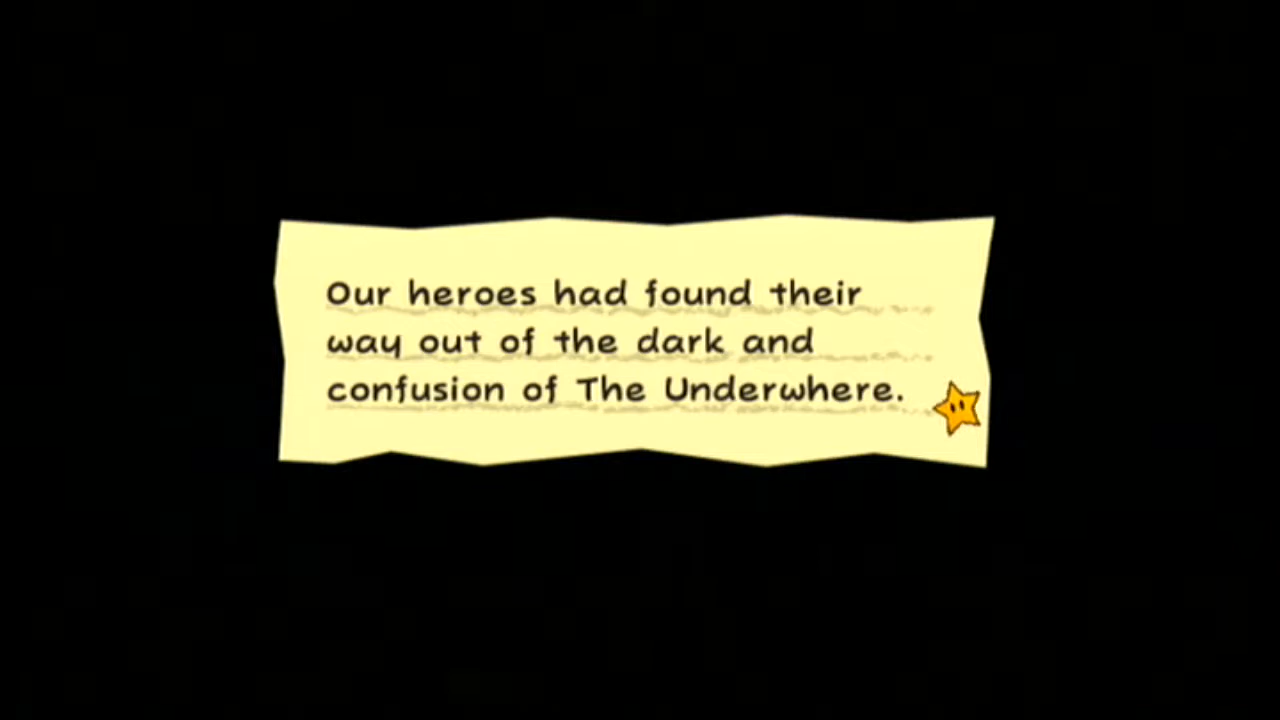 Our heroes had found their
way out of the dark and
confusion of The Underwhere.